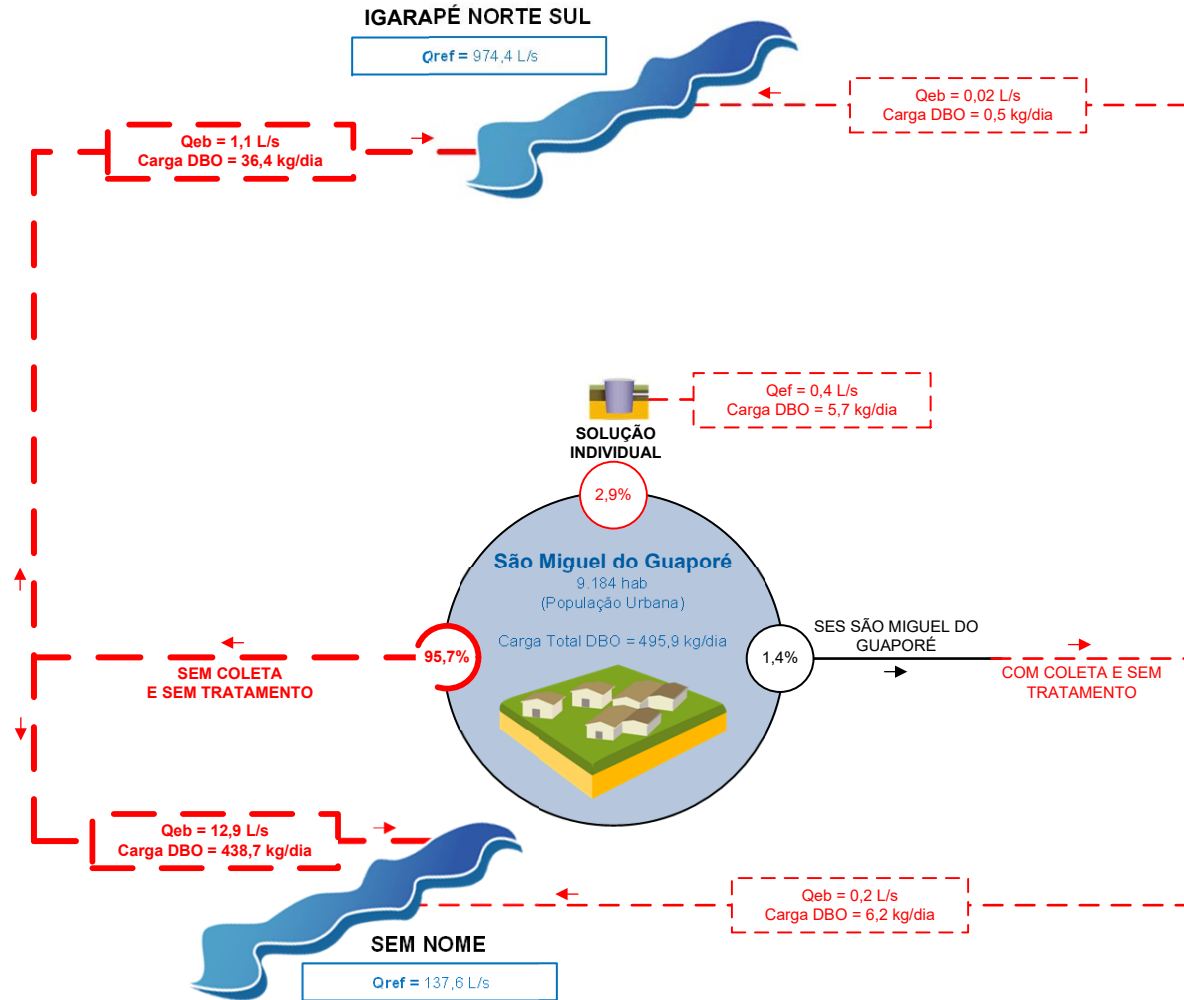 IGARAPÉ NORTE SUL
Qref = 974,4 L/s
Qeb = 0,02 L/s
Carga DBO = 0,5 kg/dia
Qeb = 1,1 L/s
Carga DBO = 36,4 kg/dia
Qef = 0,4 L/s
Carga DBO = 5,7 kg/dia
SOLUÇÃO
INDIVIDUAL
2,9%
São Miguel do Guaporé
9.184 hab
(População Urbana)
Carga Total DBO = 495,9 kg/dia
95,7%
SEM COLETA
E SEM TRATAMENTO
1,4%
SES SÃO MIGUEL DO
GUAPORÉ
COM COLETA E SEM
TRATAMENTO
Qeb = 12,9 L/s
Carga DBO = 438,7 kg/dia
Qeb = 0,2 L/s
Carga DBO = 6,2 kg/dia
SEM NOME
Qref = 137,6 L/s